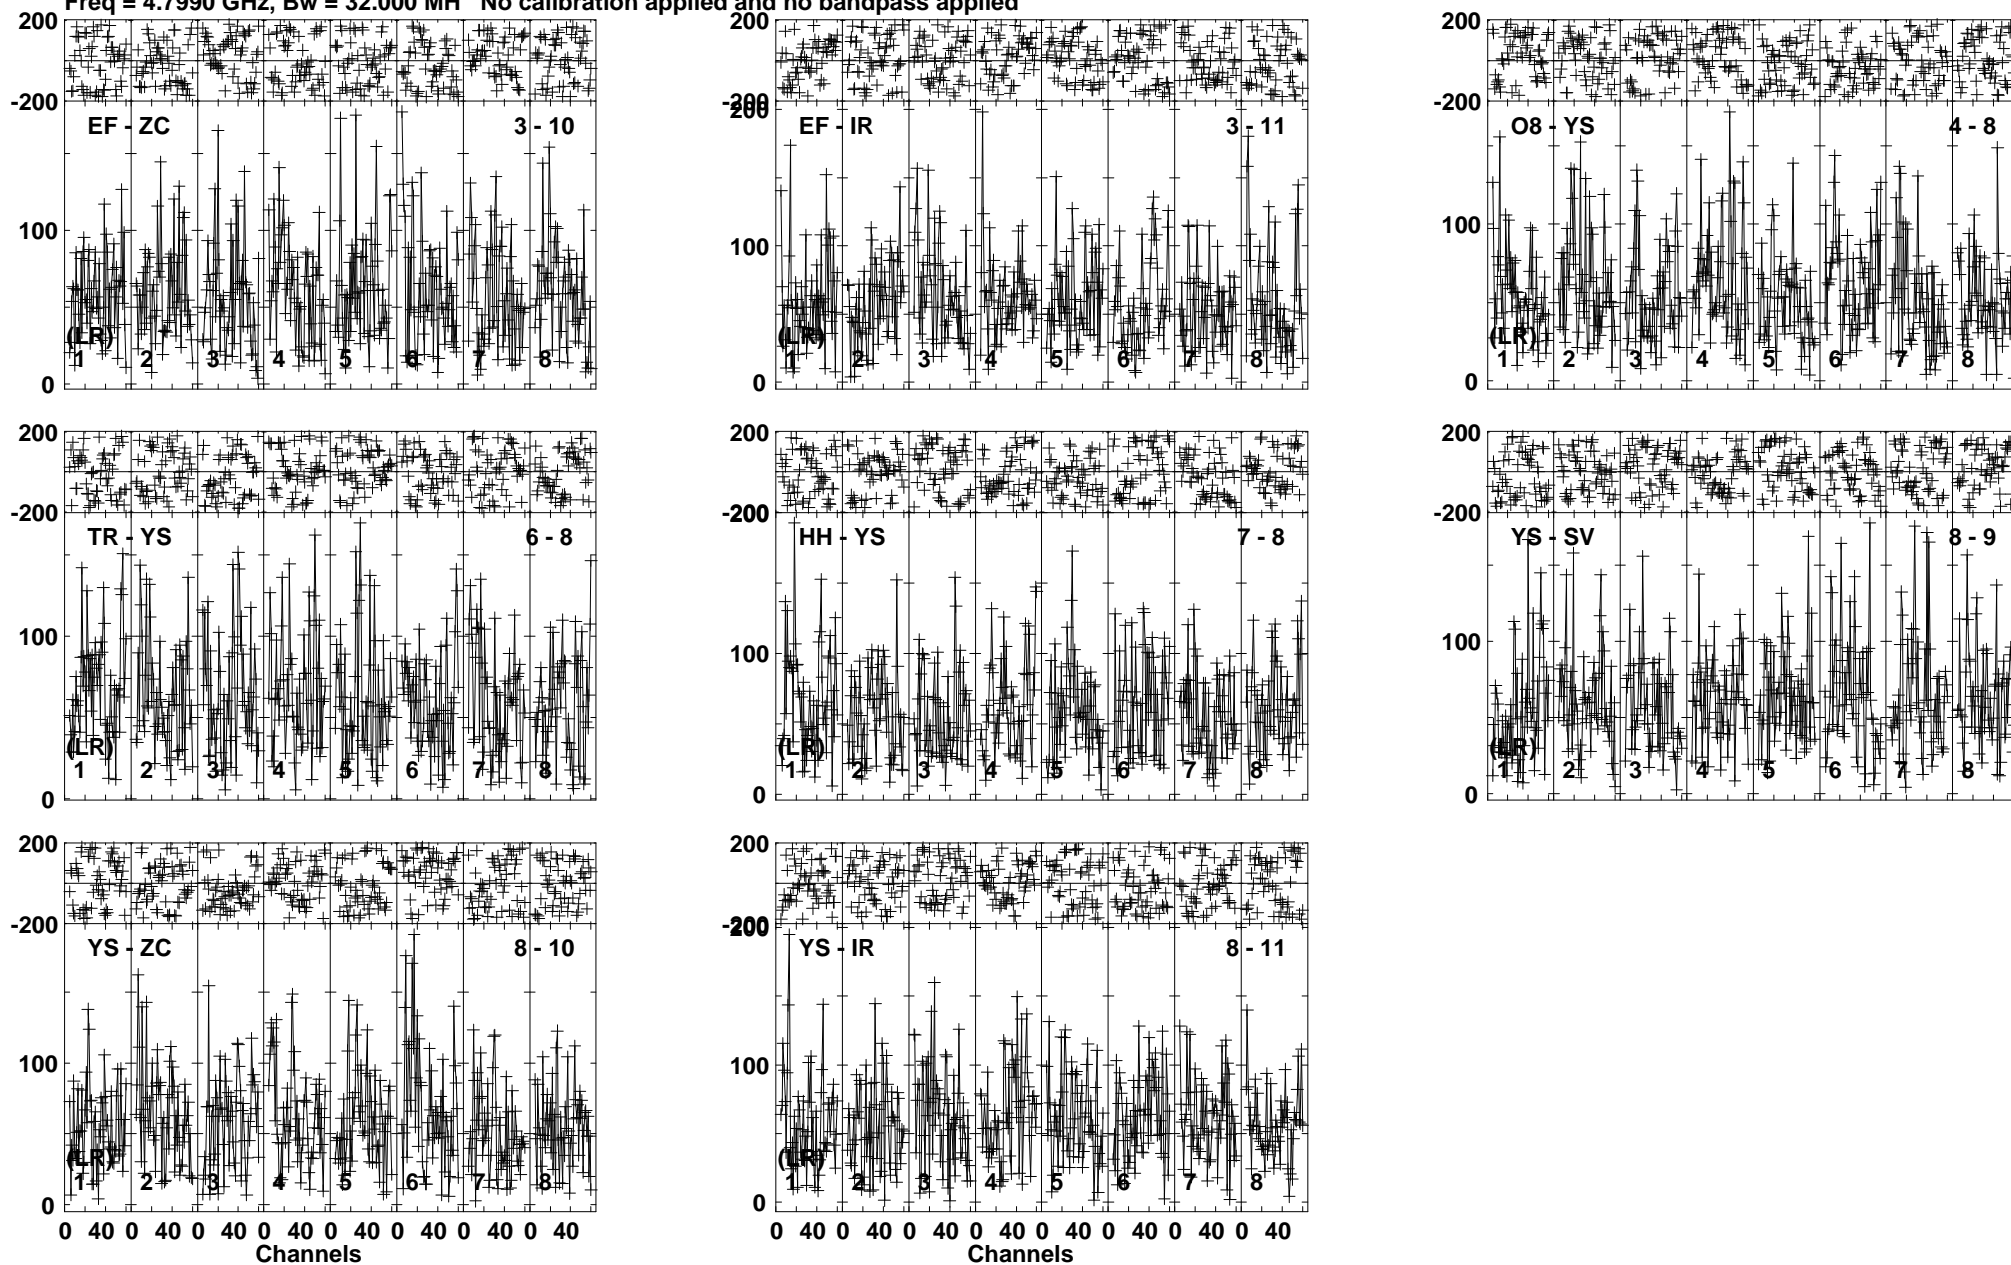 Freq = 4.7990 GHz, Bw = 32.000 MH No calibration applied and no bandpass applied
200
-200
EF - ZC 3 - 10
100
(LR)
1 2 3 4 5 6 7 8
0
200
-200
200
EF - IR 3 - 11
100
(LR)
1 2 3 4 5 6 7 8
0
200
-200
O8 - YS 4 - 8
100
(LR)
1 2 3 4 5 6 7 8
0
200
-200
TR - YS 6 - 8
100
(LR)
1 2 3 4 5 6 7 8
0
200
-200
200
HH - YS 7 - 8
100
(LR)
1 2 3 4 5 6 7 8
0
200
-200
YS - SV 8 - 9
100
(LR)
1 2 3 4 5 6 7 8
0
200
-200
YS - ZC 8 - 10
100
(LR)
1 2 3 4 5 6 7 8
0
0 40 0 40 0 40 0 40 0 40 0 40 0 40 0 40
Channels
200
-200
200
YS - IR 8 - 11
100
(LR)
1 2 3 4 5 6 7 8
0
0 40 0 40 0 40 0 40 0 40 0 40 0 40 0 40
Channels